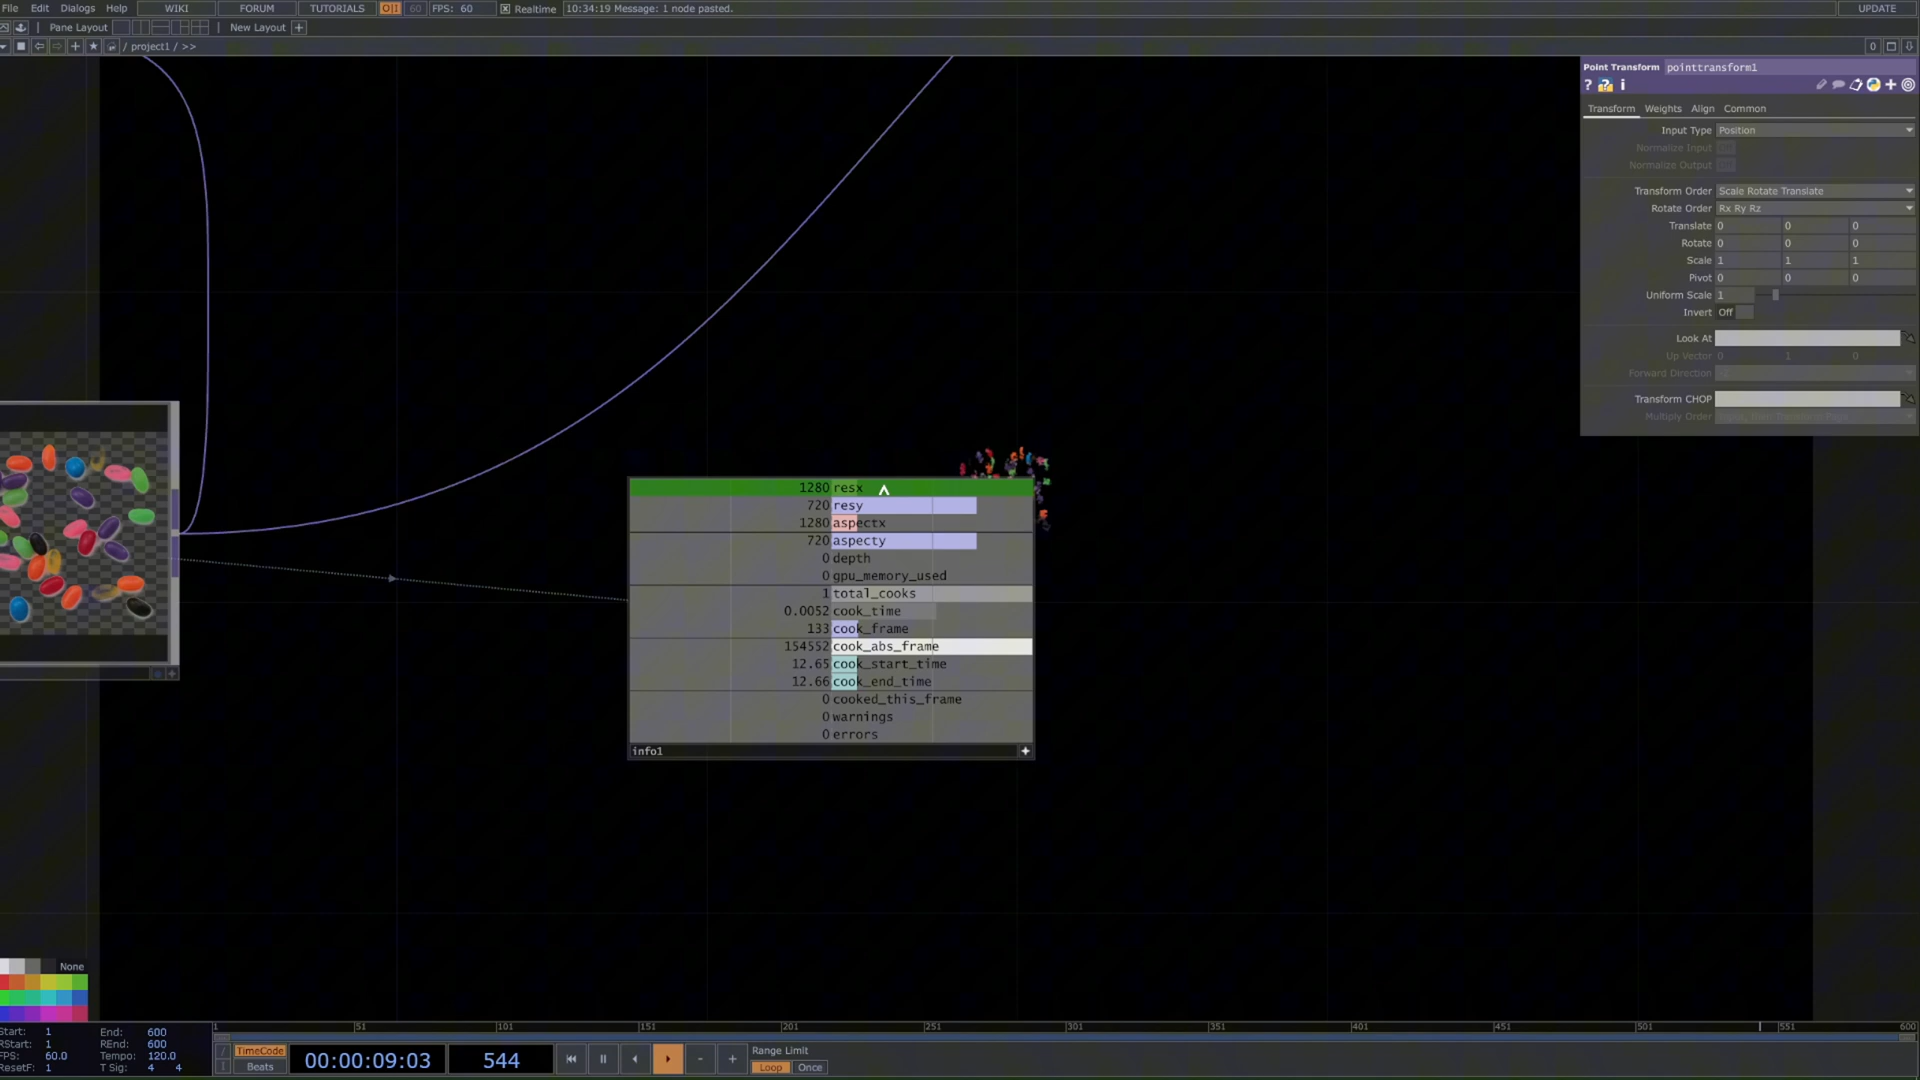 File Edit Dialogs Help WIKI FORUM TUTORIALS O|I 60 FPS: 60 Realtime 10:34:19 Message: 1 node pasted. UPDATE
Pane Layout New Layout +
/ project1 / >> 0
Point Transform pointtransform1
? ? i
Transform Weights Align Common
Input Type Position
Normalize Input Off
Normalize Output Off
Transform Order Scale Rotate Translate
Rotate Order Rx Ry Rz
Translate 0 0 0
Rotate 0 0 0
Scale 1 1 1
Pivot 0 0 0
Uniform Scale 1
Invert Off
Look At
Up Vector 0 1 0
Forward Direction
Transform CHOP
Multiply Order
1280 resx
720 resy
1280 aspectx
720 aspecty
0 depth
0 gpu_memory_used
1 total_cooks
0.0052 cook_time
133 cook_frame
154552 cook_abs_frame
12.65 cook_start_time
12.66 cook_end_time
0 cooked_this_frame
0 warnings
0 errors
info1
None
1 51 101 151 201 251 301 351 401 451 501 551 600
Start: 1 End: 600
RStart: 1 REnd: 600
FPS: 60.0 Tempo: 120.0
ResetF: 1 T Sig: 4 4
TimeCode
Beats
00:00:09:03 544
Range Limit
Loop Once